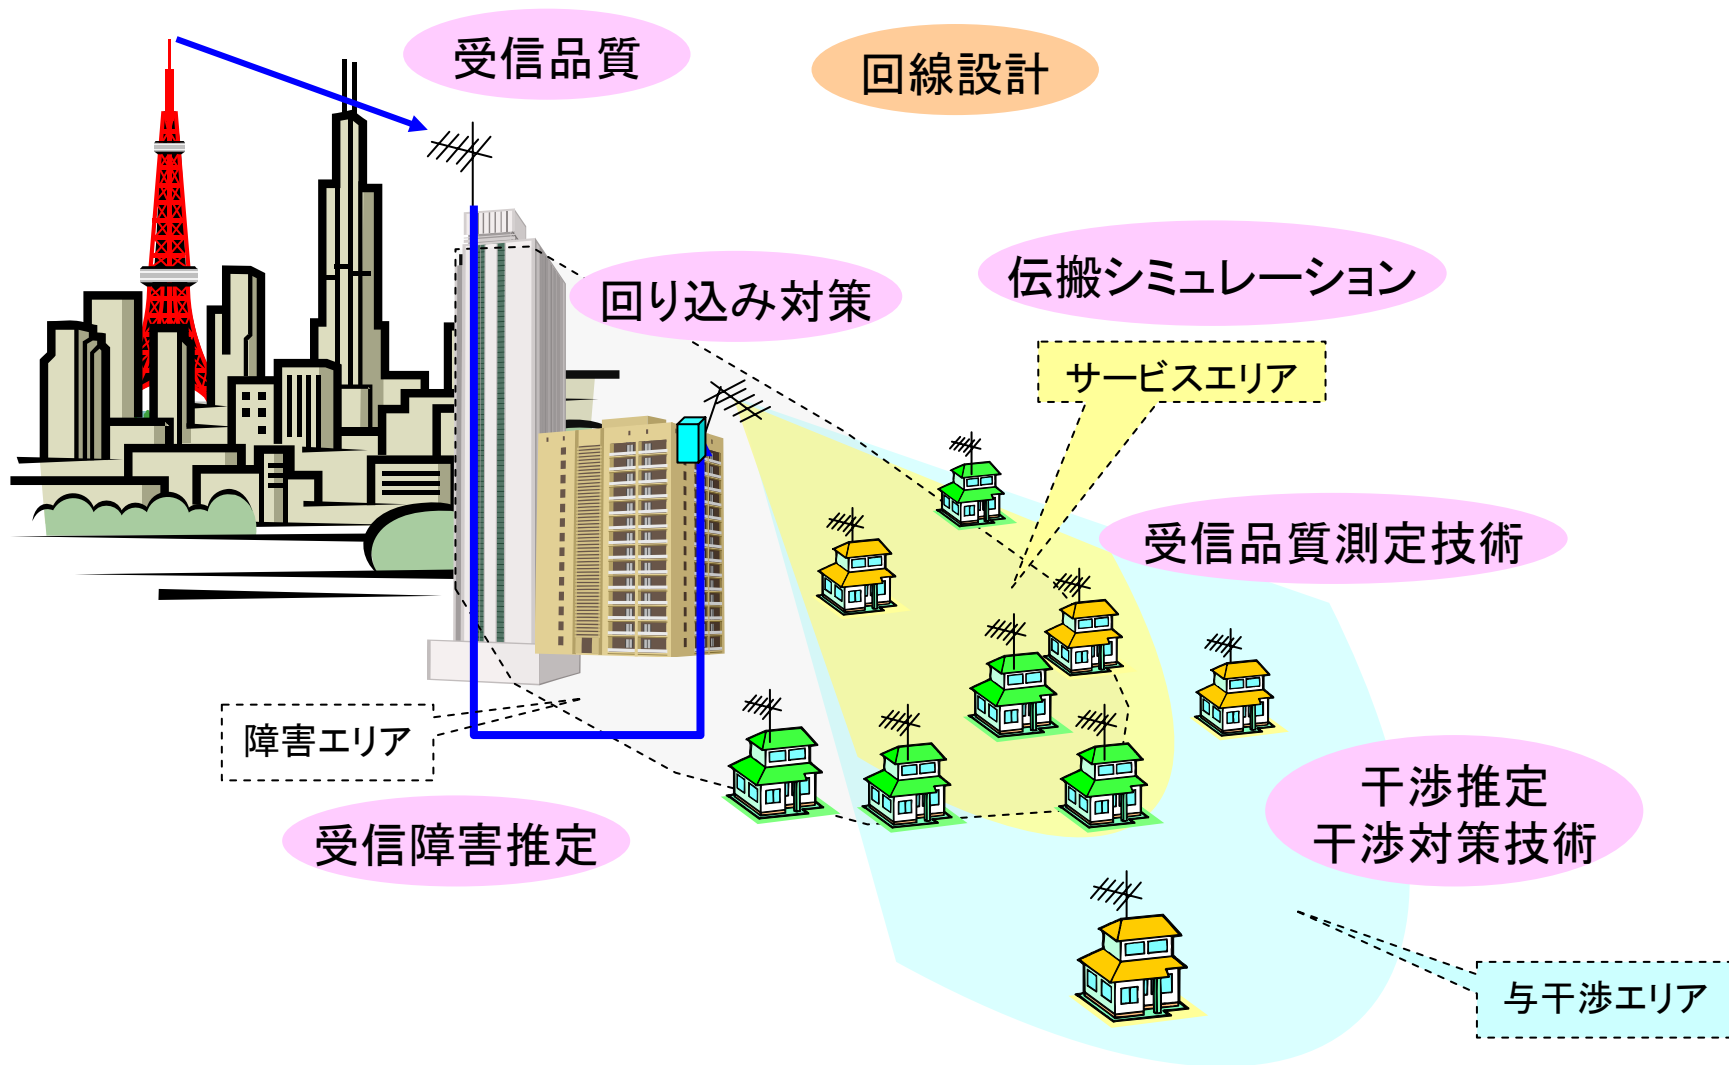 受信品質
回線設計
回り込み対策
伝搬シミュレーション
サービスエリア
受信品質測定技術
障害エリア
受信障害推定
干渉推定
干渉対策技術
与干渉エリア